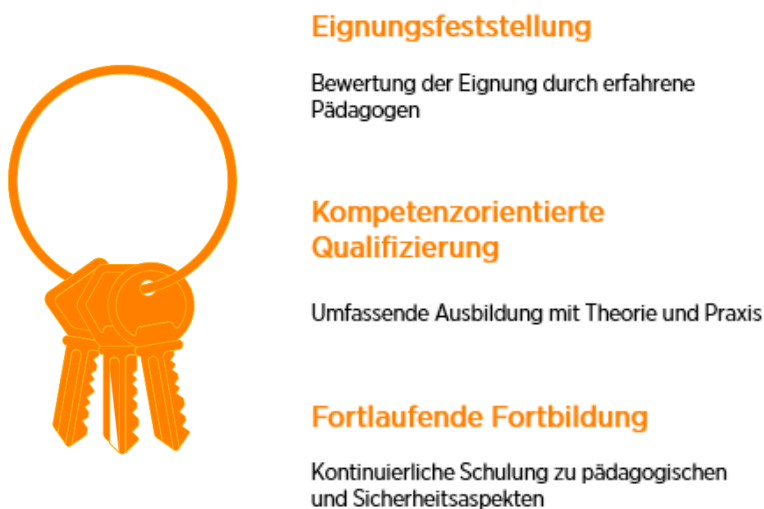 Eignungsfeststellung
Bewertung der Eignung durch erfahrene
Pädagogen
Kompetenzorientierte
Qualifizierung
Umfassende Ausbildung mit Theorie und Praxis
Fortlaufende Fortbildung
Kontinuierliche Schulung zu pädagogischen
und Sicherheitsaspekten